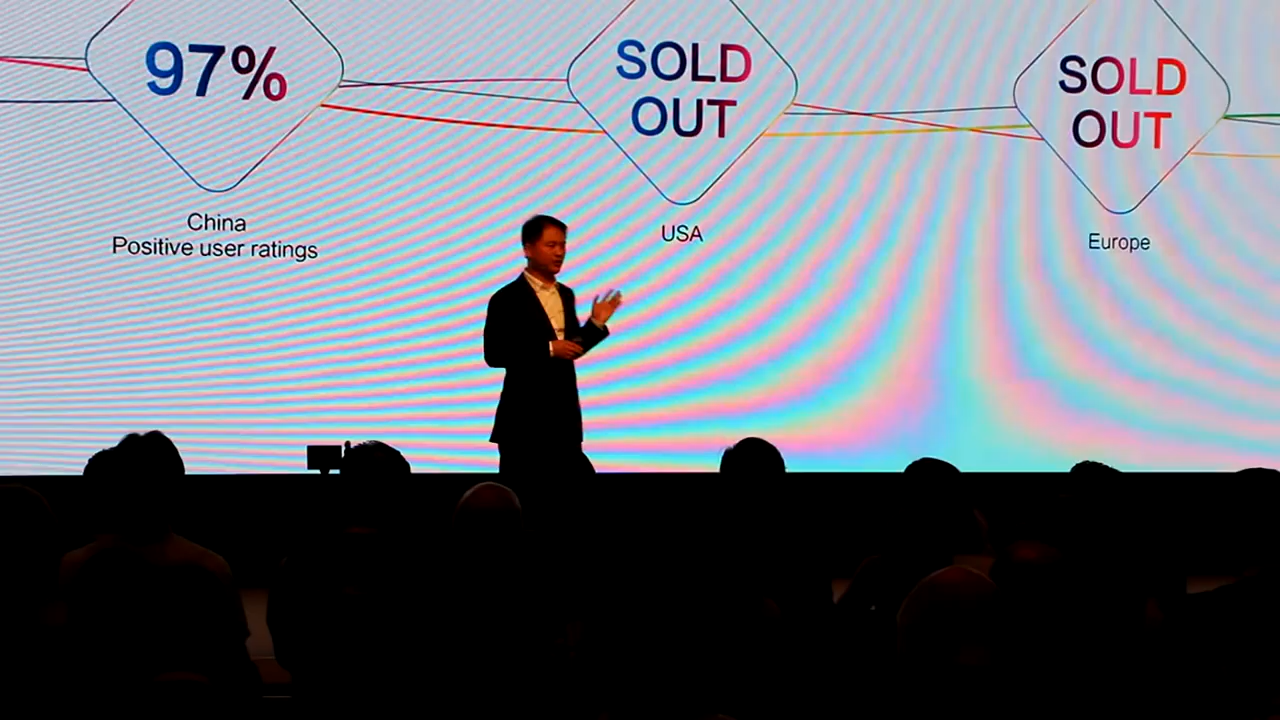 97%
China
Positive user ratings
SOLD
OUT
USA
SOLD
OUT
Europe